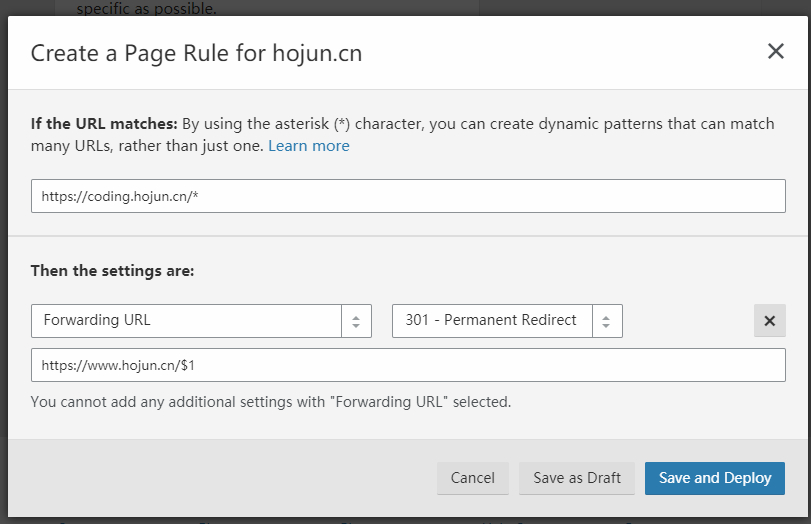 specific as possible.
Create a Page Rule for hojun.cn
If the URL matches: By using the asterisk (*) character, you can create dynamic patterns that can match
many URLs, rather than just one. Learn more
https://coding.hojun.cn/*
Then the settings are:
Forwarding URL
301 - Permanent Redirect
https://www.hojun.cn/$1
You cannot add any additional settings with "Forwarding URL" selected.
Cancel
Save as Draft
Save and Deploy